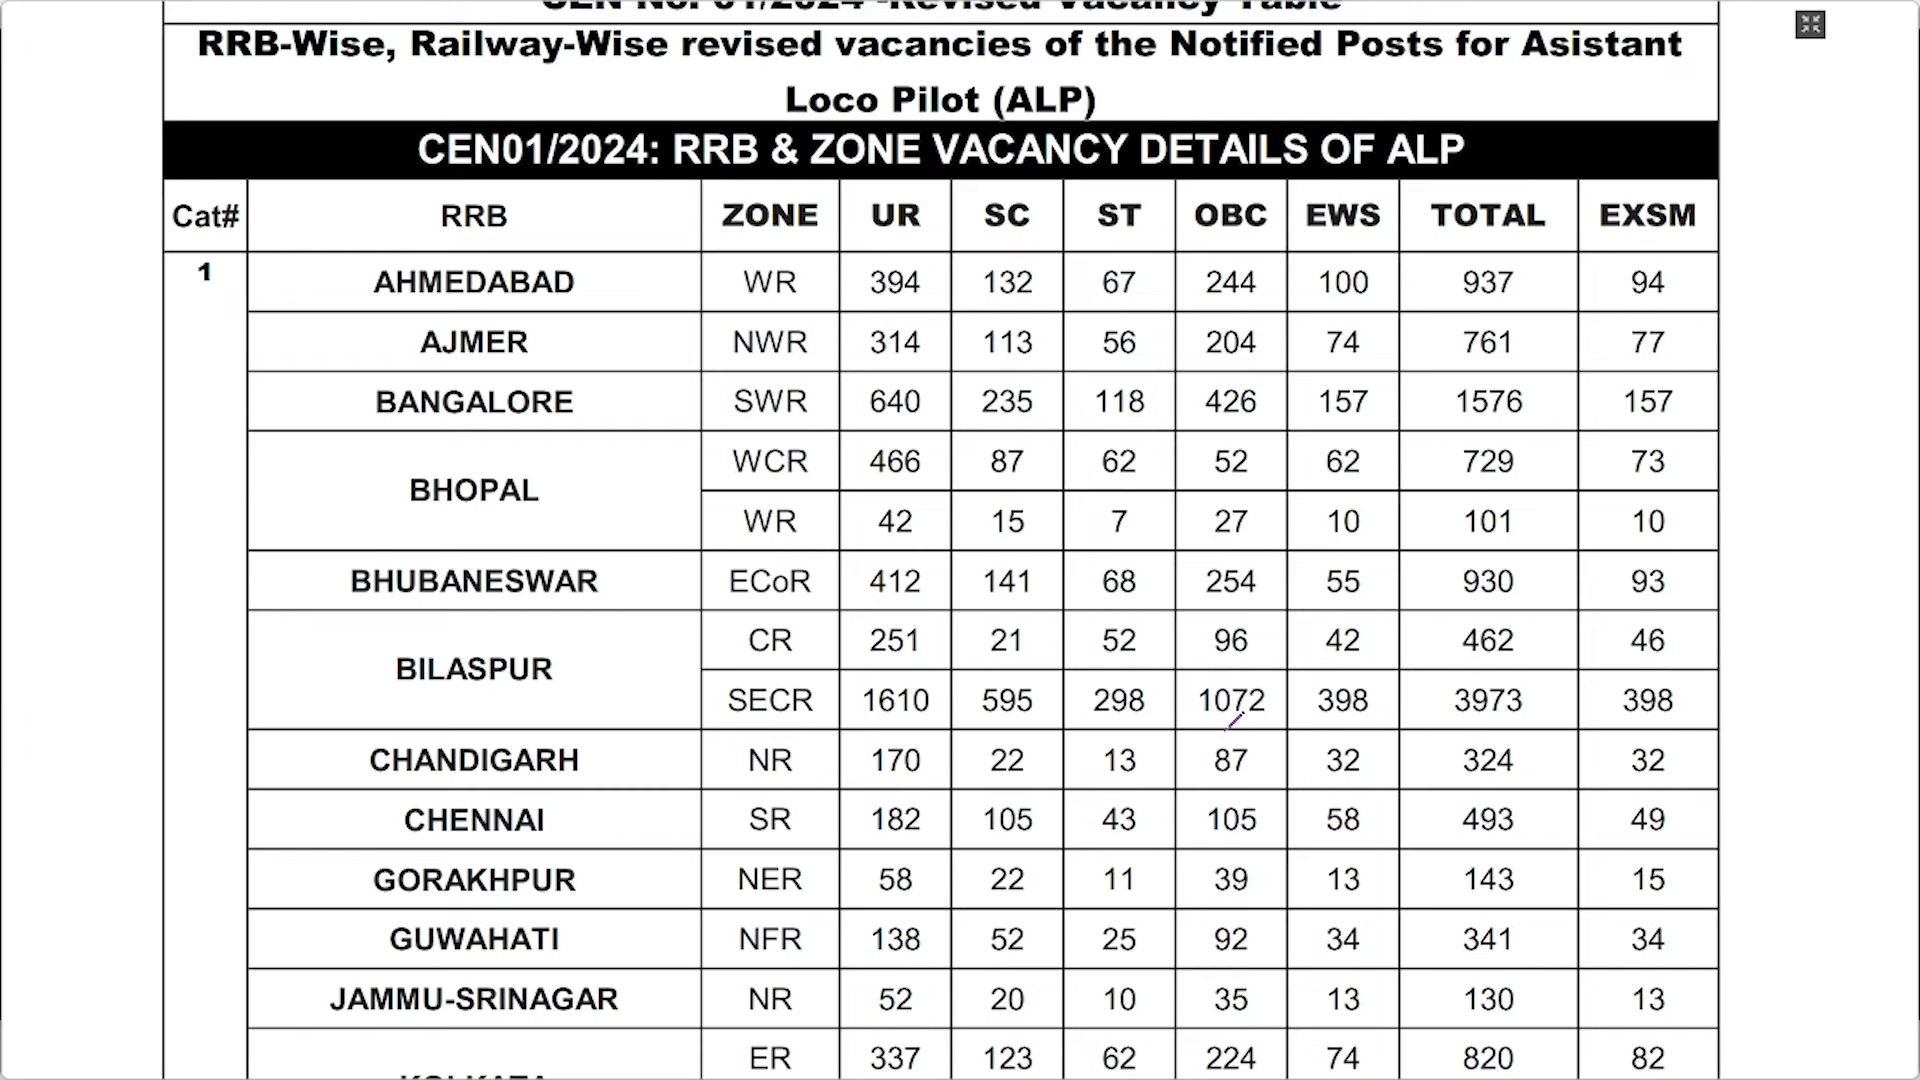 CEN No. 01/2024 -Revised Vacancy Table
RRB-Wise, Railway-Wise revised vacancies of the Notified Posts for Asistant
Loco Pilot (ALP)
CEN01/2024: RRB & ZONE VACANCY DETAILS OF ALP
Cat# RRB ZONE UR SC ST OBC EWS TOTAL EXSM
1 AHMEDABAD WR 394 132 67 244 100 937 94
AJMER NWR 314 113 56 204 74 761 77
BANGALORE SWR 640 235 118 426 157 1576 157
BHOPAL WCR 466 87 62 52 62 729 73
WR 42 15 7 27 10 101 10
BHUBANESWAR ECoR 412 141 68 254 55 930 93
BILASPUR CR 251 21 52 96 42 462 46
SECR 1610 595 298 1072 398 3973 398
CHANDIGARH NR 170 22 13 87 32 324 32
CHENNAI SR 182 105 43 105 58 493 49
GORAKHPUR NER 58 22 11 39 13 143 15
GUWAHATI NFR 138 52 25 92 34 341 34
JAMMU-SRINAGAR NR 52 20 10 35 13 130 13
ER 337 123 62 224 74 820 82